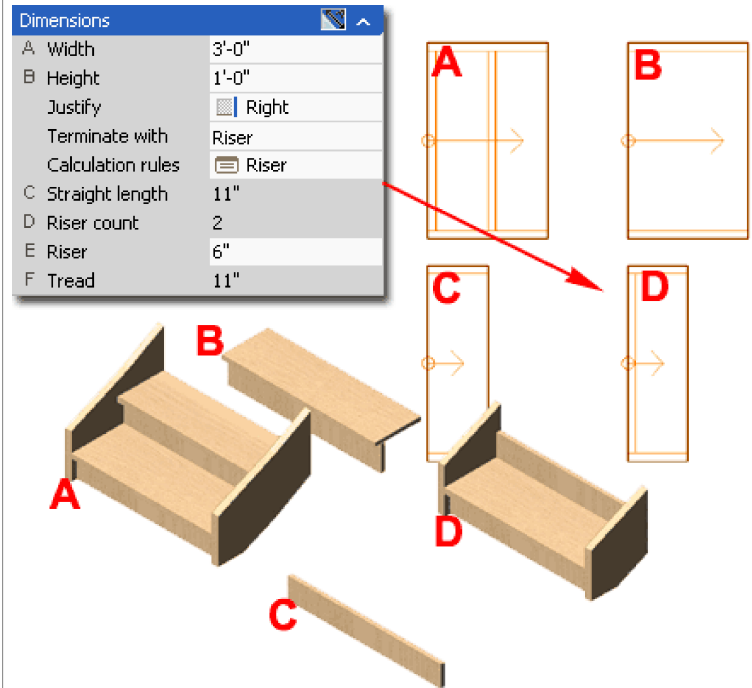 Dimensions
A Width 3'-0"
B Height 1'-0"
Justify Right
Terminate with Riser
Calculation rules Riser
C Straight length 11"
D Riser count 2
E Riser 6"
F Tread 11"
A
B
C
D
B
A
D
C